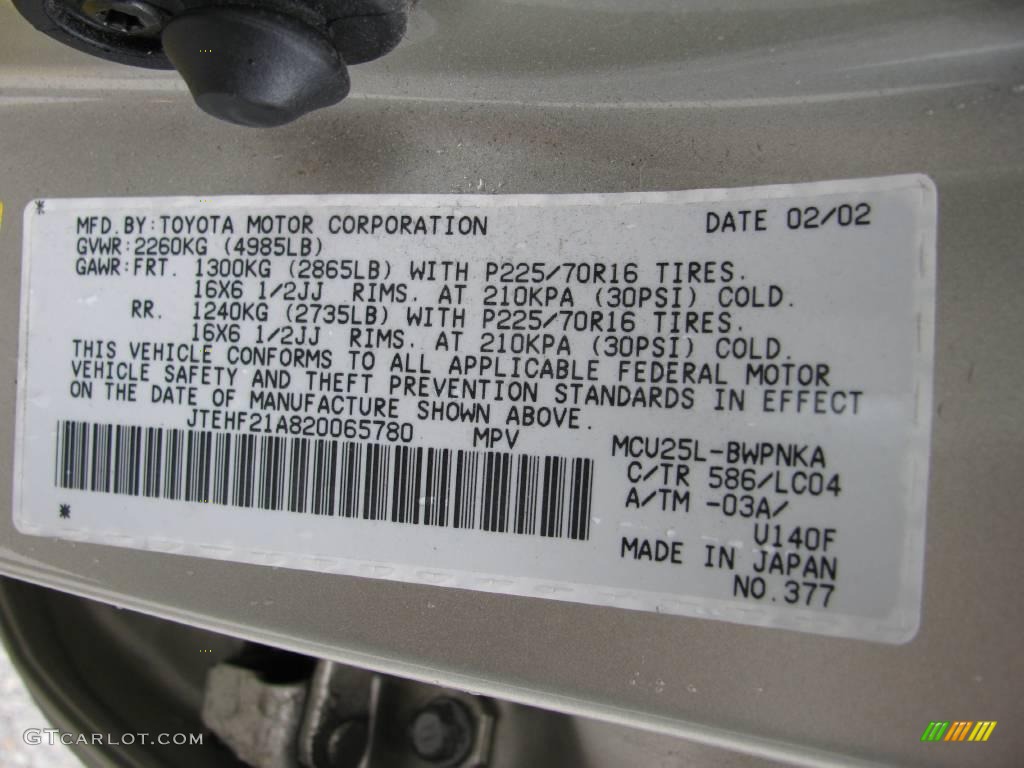 MFD.BY:TOYOTA MOTOR CORPORATION DATE 02/02
GVWR:2260KG (4985LB)
GAWR:FRT. 1300KG (2865LB) WITH P225/70R16 TIRES.
16X6 1/2JJ RIMS. AT 210KPA (30PSI) COLD.
RR. 1240KG (2735LB) WITH P225/70R16 TIRES.
16X6 1/2JJ RIMS. AT 210KPA (30PSI) COLD.
THIS VEHICLE CONFORMS TO ALL APPLICABLE FEDERAL MOTOR
VEHICLE SAFETY AND THEFT PREVENTION STANDARDS IN EFFECT
ON THE DATE OF MANUFACTURE SHOWN ABOVE.
JTEHF21A820065780 MPV
MCU25L-BWPNKA
C/TR 586/LC04
A/TM -03A/
U140F
MADE IN JAPAN
NO.377
GTCARLOT.COM